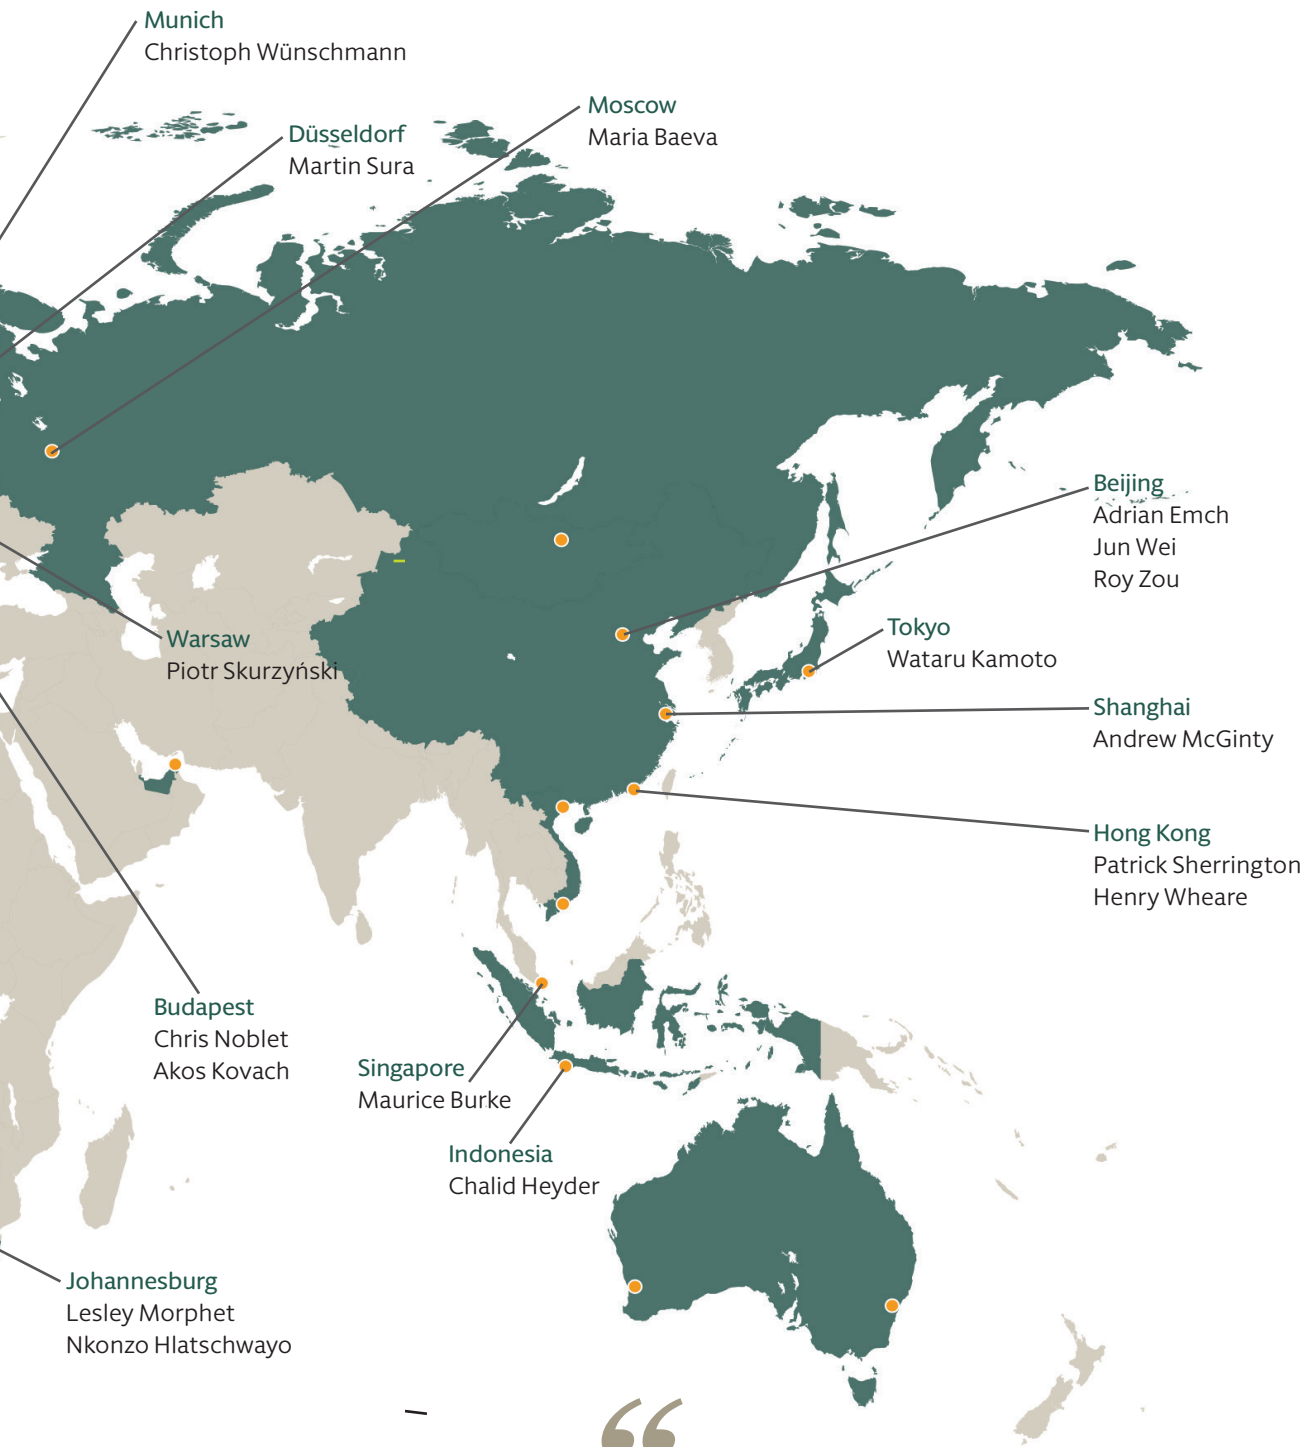 Munich
Christoph Wünschmann
Moscow
Maria Baeva
Düsseldorf
Martin Sura
Beijing
Adrian Emch
Jun Wei
Roy Zou
Tokyo
Wataru Kamoto
Warsaw
Piotr Skurzyński
Shanghai
Andrew McGinty
Hong Kong
Patrick Sherrington
Henry Wheare
Budapest
Chris Noblet
Akos Kovach
Singapore
Maurice Burke
Indonesia
Chalid Heyder
Johannesburg
Lesley Morphet
Nkonzo Hlatschwayo
“